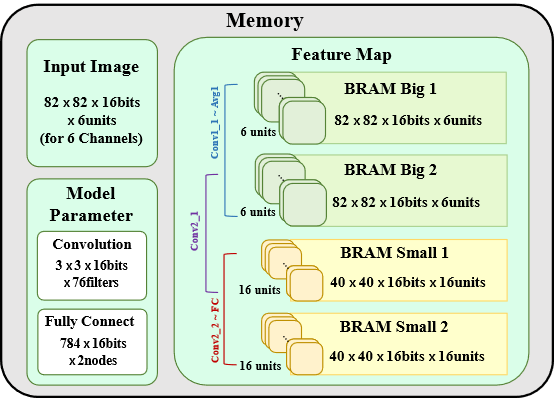 Memory
Input Image
82 x 82 x 16bits
x 6units
(for 6 Channels)
Model
Parameter
Convolution
3 x 3 x 16bits
x 76filters
Fully Connect
784 x 16bits
x 2nodes
Feature Map
Conv1_1 ~ Avg1
Conv2_1
Conv2_2 ~ FC
6 units
BRAM Big 1
82 x 82 x 16bits x 6units
6 units
BRAM Big 2
82 x 82 x 16bits x 6units
16 units
BRAM Small 1
40 x 40 x 16bits x 16units
16 units
BRAM Small 2
40 x 40 x 16bits x 16units